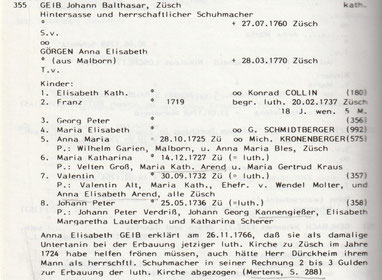 355 GEIB Johann Balthasar, Züsch kath.
Hintersasse und herrschaftlicher Schuhmacher
* + 27.07.1760 Züsch
S.v.
oo
GÖRGEN Anna Elisabeth
* (aus Malborn) + 28.03.1770 Züsch
T.v.
Kinder:
1. Elisabeth Kath. * oo Konrad COLLIN (180)
2. Franz * 1719 begr. luth. 20.02.1737 Züsch
18 J. wen. 5 M.
3. Georg Peter * (356)
4. Maria Elisabeth * oo G. SCHMIDTBERGER (992)
5. Anna Maria * 28.10.1725 Zü oo Mich. KRONENBERGER(575)
P.: Wilhelm Garien, Malborn, u. Anna Maria Bles, Züsch
6. Maria Katharina * 14.12.1727 Zü (= luth.)
P.: Velten Groß, Maria Kath. Arend u. Maria Gertrud Kraus
7. Valentin * 30.09.1732 Zü (= luth.) (357)
P.: Valentin Alt, Maria Kath., Ehefr. v. Wendel Molter, und
Anna Elisabeth Arend, alle Züsch
8. Johann Peter * 25.05.1736 Zü (=luth.) (358)
P.: Johann Peter Verdriß, Johann Georg Kannengießer, Elisabeth
Margaretha Lauterbach und Katharina Scherer
Anna Elisabeth GEIB erklärt am 26.11.1766, daß sie als damalige
Untertanin bei der Erbauung jetziger luth. Kirche zu Züsch im Jahre
1724 habe helfen frönen müssen, auch hätte Herr Dürckheim ihrem
Mann als herrschftl. Schuhmacher in seiner Rechnung 2 bis 3 Gulden
zur Erbauung der luth. Kirche abgezogen (Mertens, S. 288)